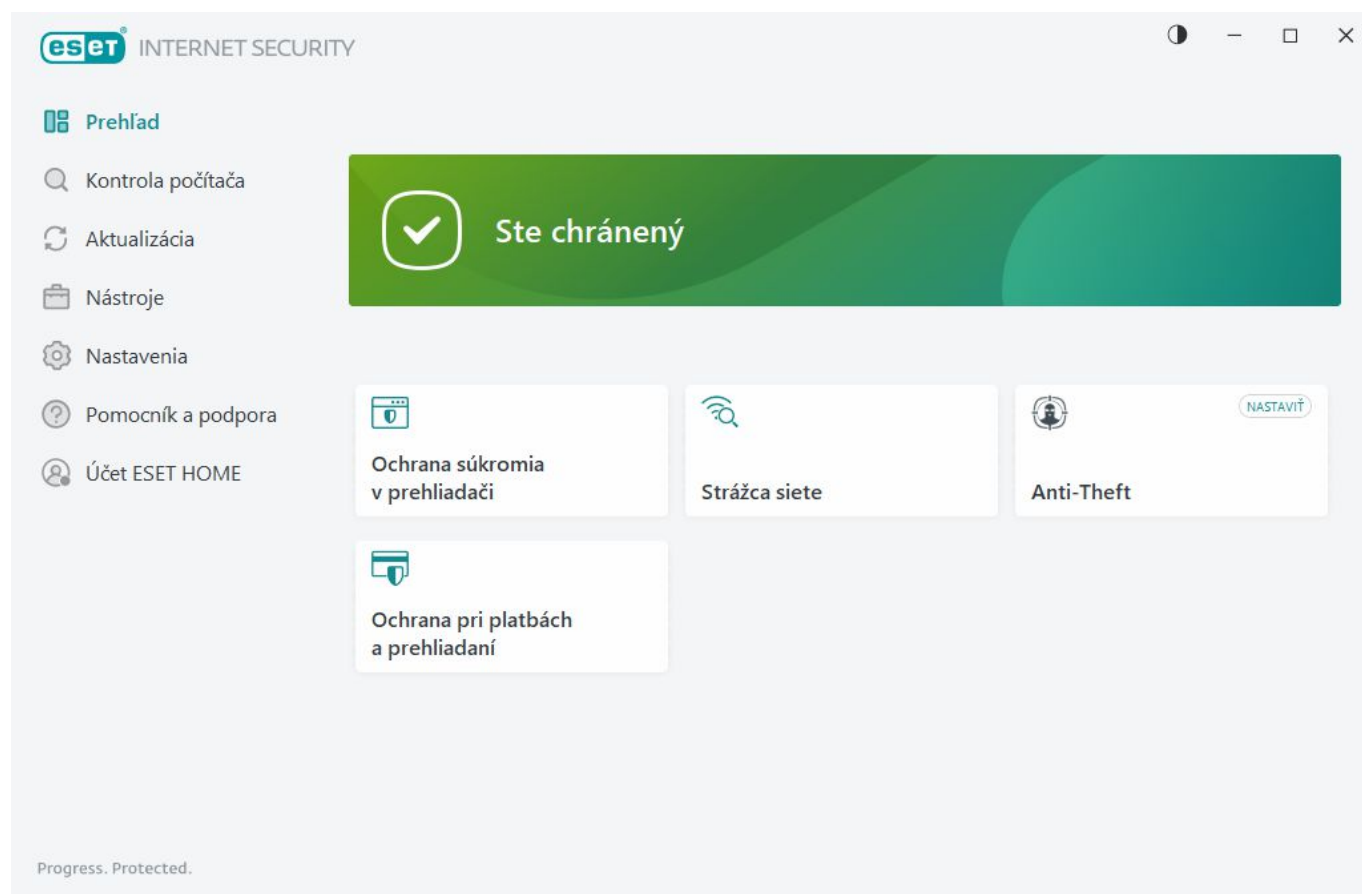 eset® INTERNET SECURITY
Prehľad
Kontrola počítača
Aktualizácia
Nástroje
Nastavenia
Pomocník a podpora
Účet ESET HOME
Ste chránený
Ochrana súkromia
v prehliadači
Strážca siete
NASTAVIŤ
Anti-Theft
Ochrana pri platbách
a prehliadaní
Progress. Protected.